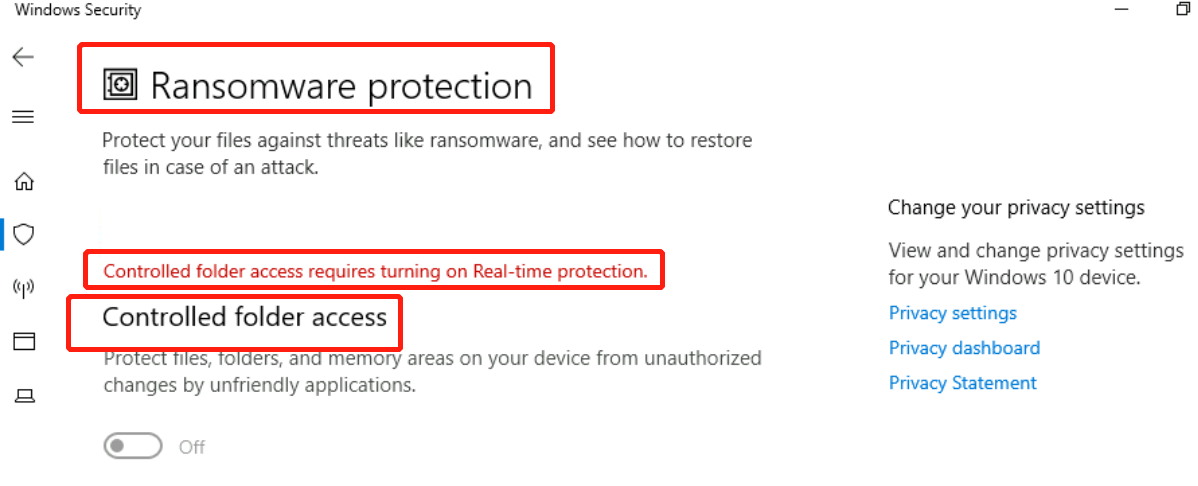 Windows Security
Ransomware protection
Protect your files against threats like ransomware, and see how to restore
files in case of an attack.
Controlled folder access requires turning on Real-time protection.
Controlled folder access
Protect files, folders, and memory areas on your device from unauthorized
changes by unfriendly applications.
Off
Change your privacy settings
View and change privacy settings
for your Windows 10 device.
Privacy settings
Privacy dashboard
Privacy Statement